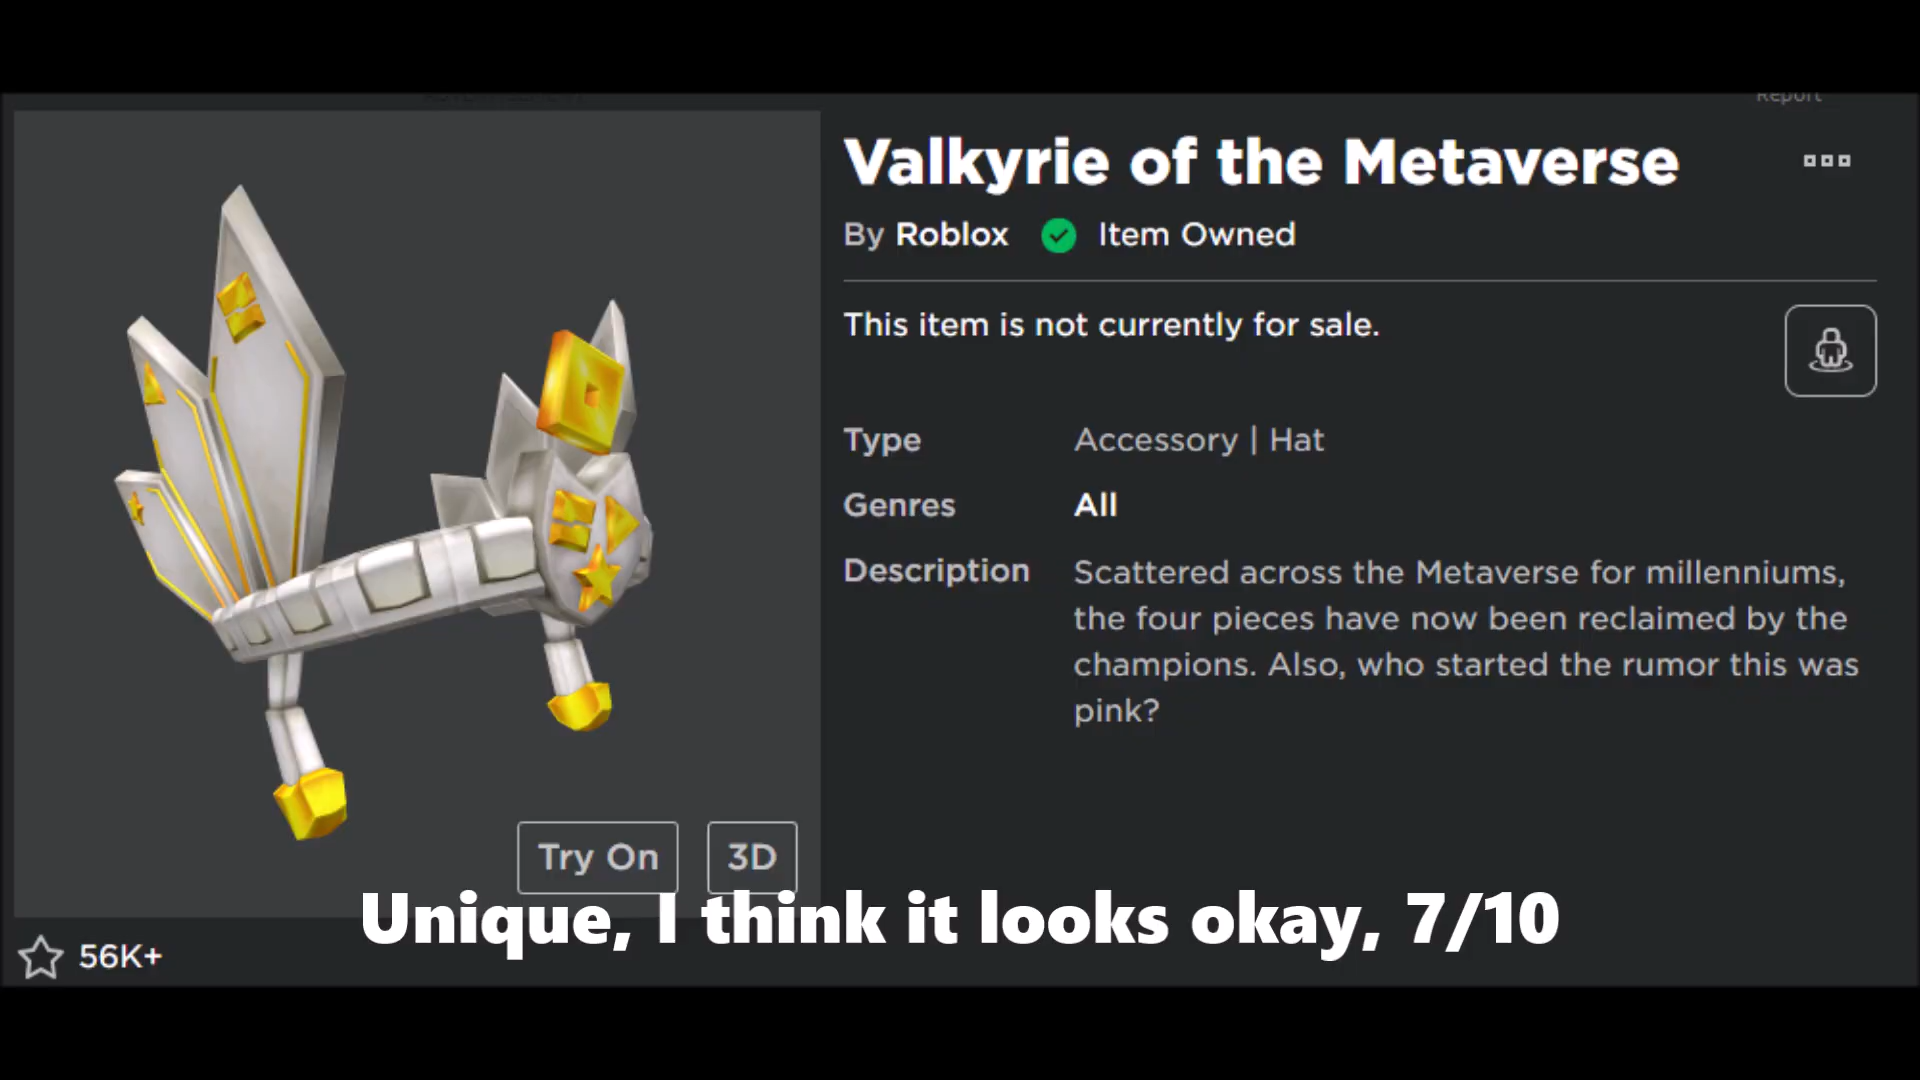 Report
Valkyrie of the Metaverse
By Roblox Item Owned
This item is not currently for sale.
Type Accessory | Hat
Genres All
Description Scattered across the Metaverse for millenniums,
the four pieces have now been reclaimed by the
champions. Also, who started the rumor this was
pink?
Try On 3D
Unique, I think it looks okay, 7/10
56K+